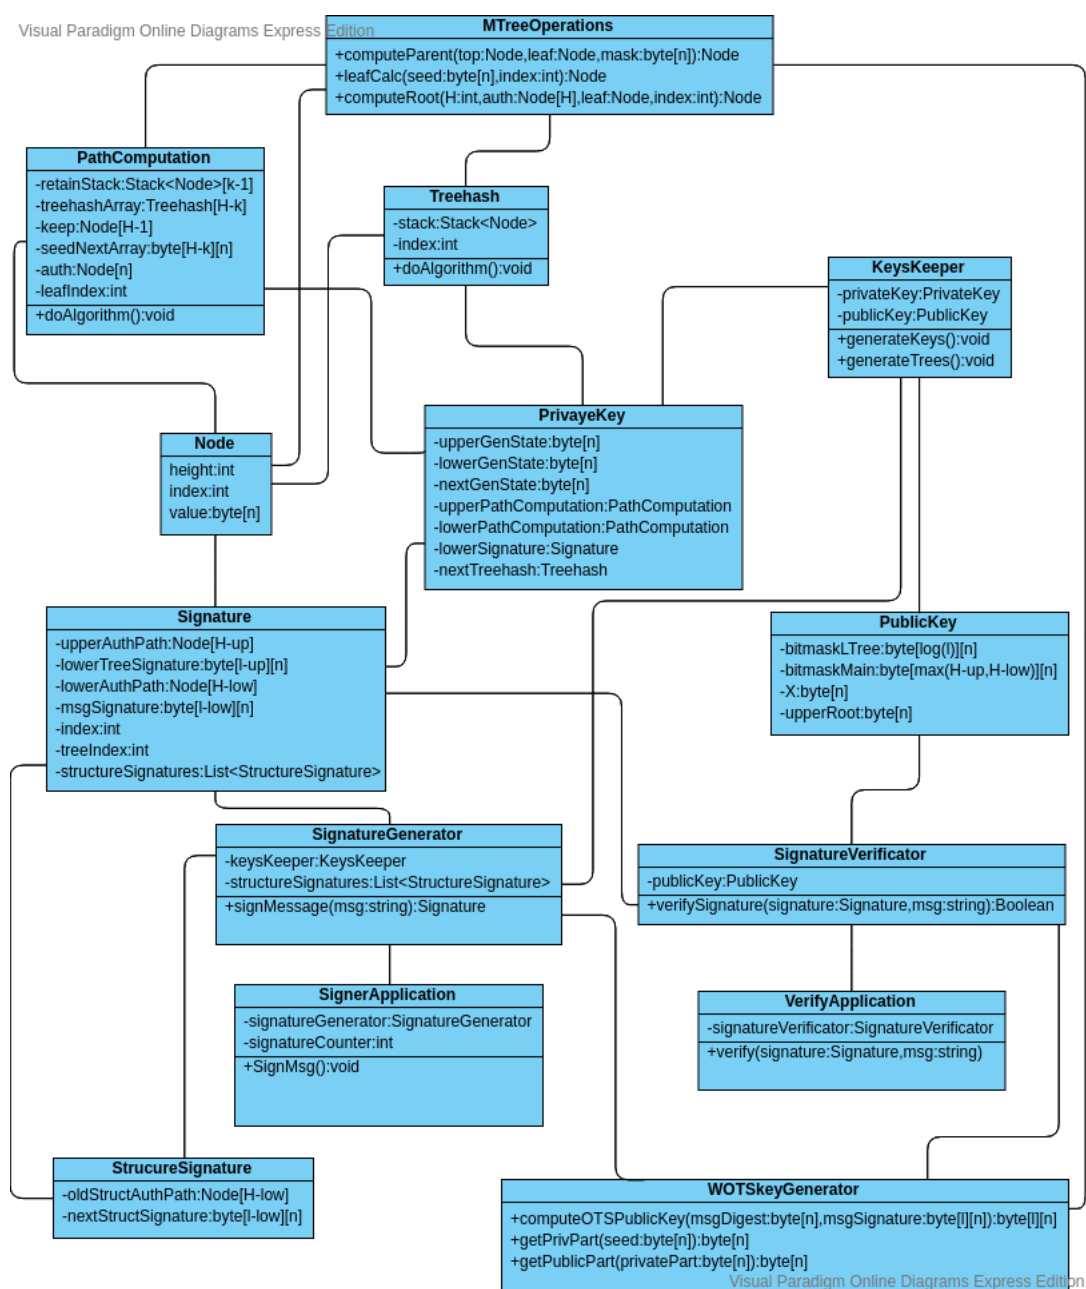 Visual Paradigm Online Diagrams Express Edition
MTreeOperations
+computeParent(top:Node,leaf:Node,mask:byte[n]):Node
+leafCalc(seed:byte[n],index:int):Node
+computeRoot(H:int,auth:Node[H],leaf:Node,index:int):Node
PathComputation
-retainStack:Stack<Node>[k-1]
-treehashArray:Treehash[H-k]
-keep:Node[H-1]
-seedNextArray:byte[H-k][n]
-auth:Node[n]
-leafIndex:int
+doAlgorithm():void
Treehash
-stack:Stack<Node>
-index:int
+doAlgorithm():void
KeysKeeper
-privateKey:PrivateKey
-publicKey:PublicKey
+generateKeys():void
+generateTrees():void
PrivayeKey
-upperGenState:byte[n]
-lowerGenState:byte[n]
-nextGenState:byte[n]
-upperPathComputation:PathComputation
-lowerPathComputation:PathComputation
-lowerSignature:Signature
-nextTreehash:Treehash
Node
height:int
index:int
value:byte[n]
Signature
-upperAuthPath:Node[H-up]
-lowerTreeSignature:byte[l-up][n]
-lowerAuthPath:Node[H-low]
-msgSignature:byte[l-low][n]
-index:int
-treeIndex:int
-structureSignatures:List<StructureSignature>
PublicKey
-bitmaskLTree:byte[log(l)][n]
-bitmaskMain:byte[max(H-up,H-low)][n]
-X:byte[n]
-upperRoot:byte[n]
SignatureGenerator
-keysKeeper:KeysKeeper
-structureSignatures:List<StructureSignature>
+signMessage(msg:string):Signature
SignatureVerificator
-publicKey:PublicKey
+verifySignature(signature:Signature,msg:string):Boolean
SignerApplication
-signatureGenerator:SignatureGenerator
-signatureCounter:int
+SignMsg():void
VerifyApplication
-signatureVerificator:SignatureVerificator
+verify(signature:Signature,msg:string)
StrucureSignature
-oldStructAuthPath:Node[H-low]
-nextStructSignature:byte[l-low][n]
WOTSkeyGenerator
+computeOTSPublicKey(msgDigest:byte[n],msgSignature:byte[l][n]):byte[l][n]
+getPrivPart(seed:byte[n]):byte[n]
+getPublicPart(privatePart:byte[n]):byte[n]
Visual Paradigm Online Diagrams Express Edition